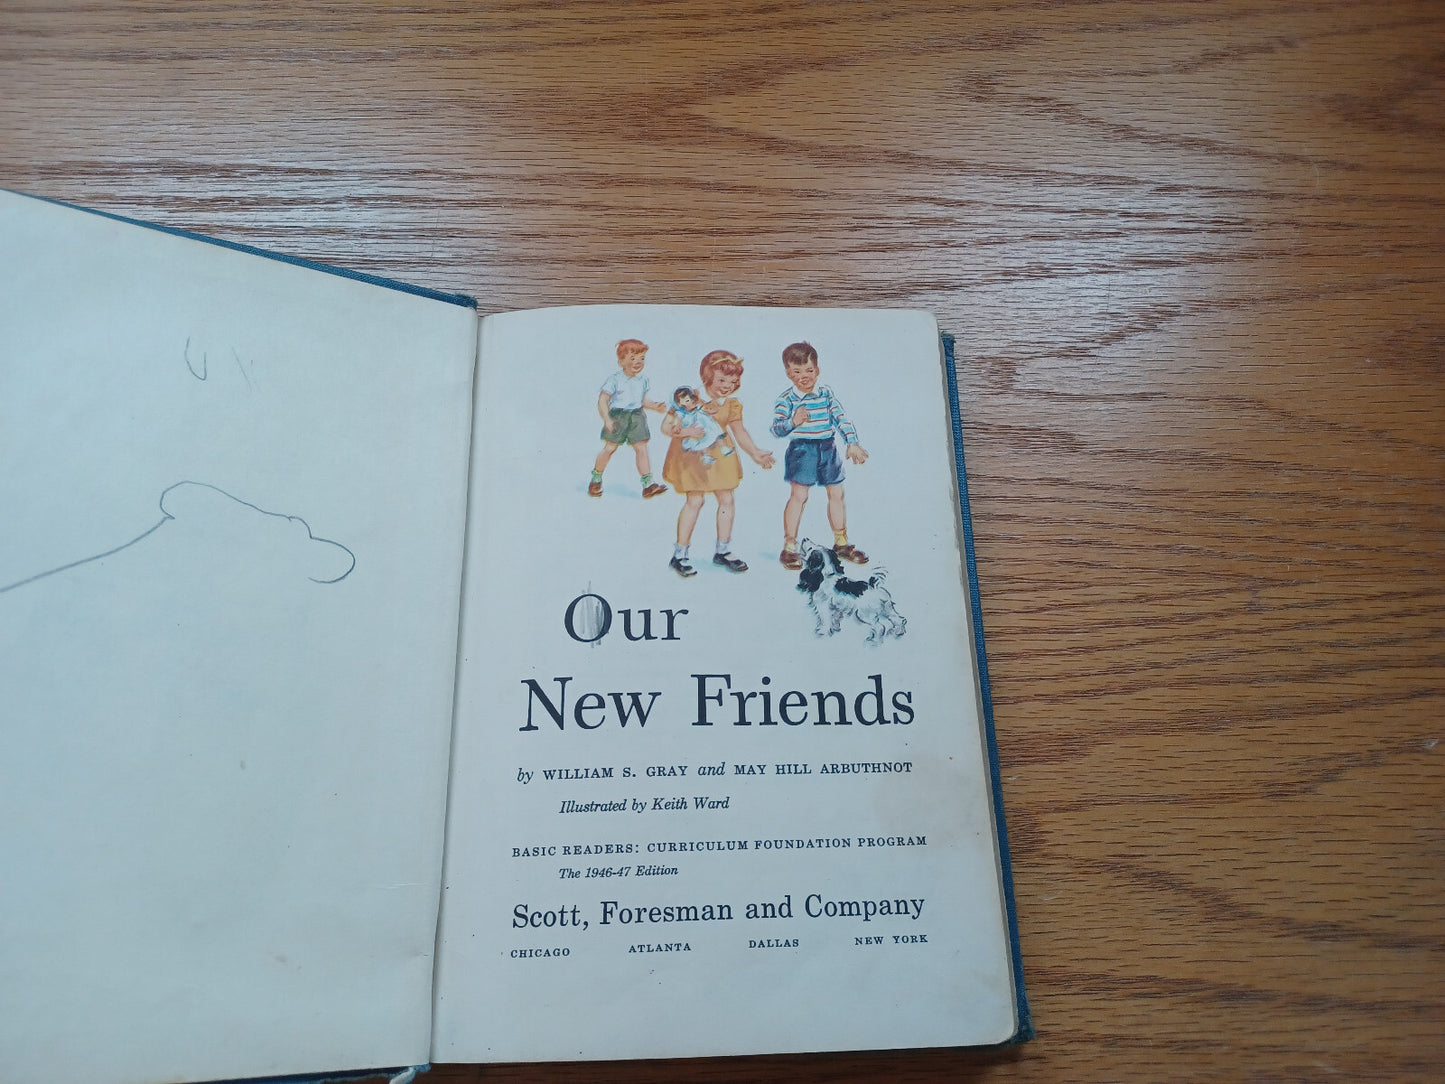 Our
New Friends
by WILLIAM S. GRAY and MAY HILL ARBUTHNOT
Illustrated by Keith Ward
BASIC READERS: CURRICULUM FOUNDATION PROGRAM
The 1946-47 Edition
Scott, Foresman and Company
CHICAGO ATLANTA DALLAS NEW YORK